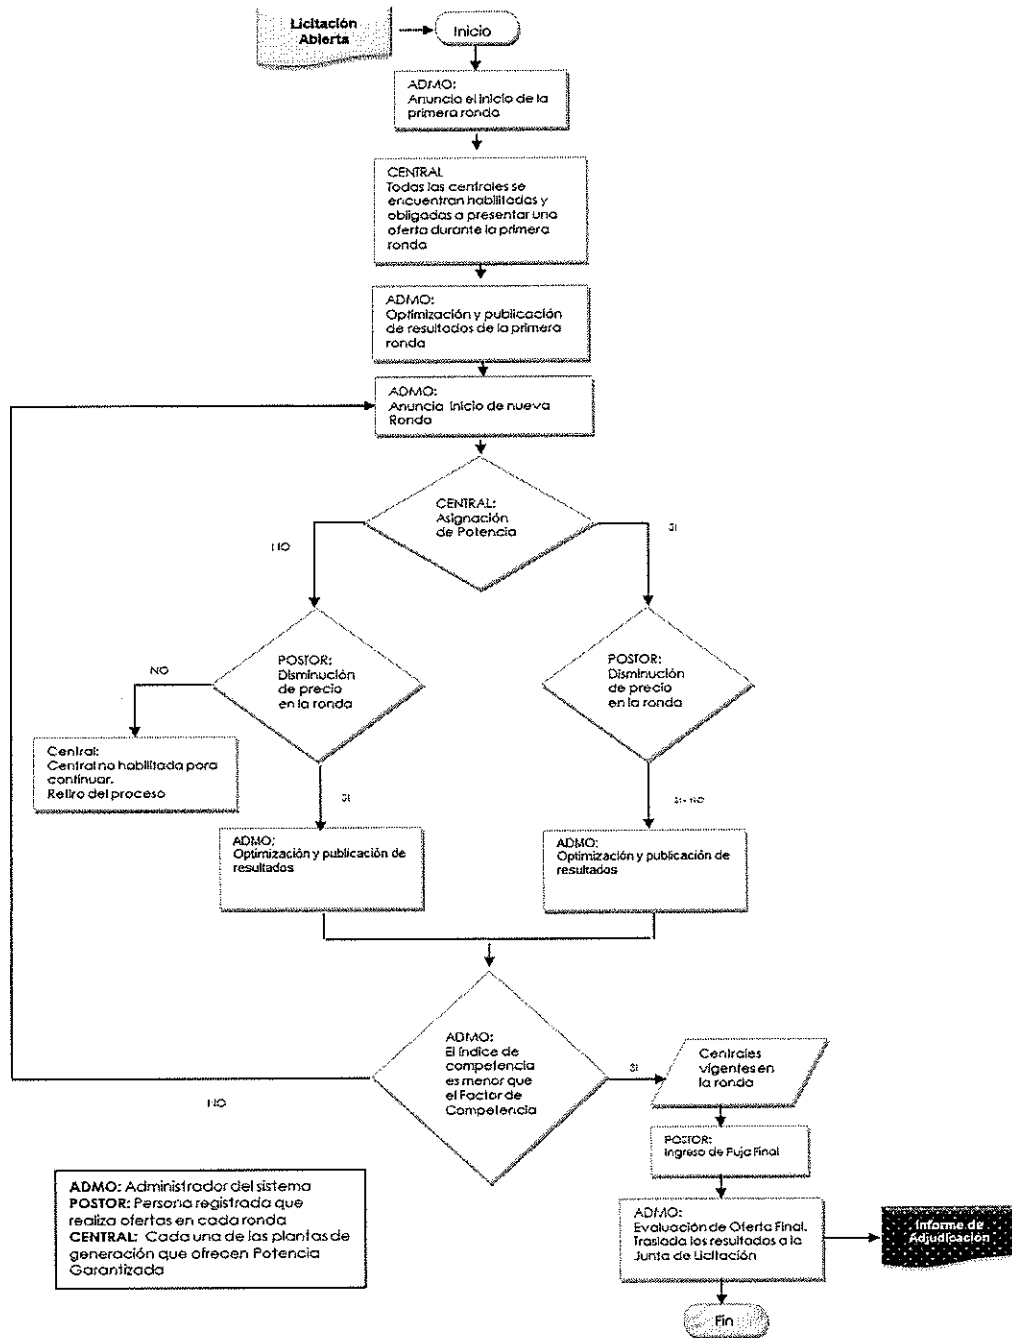 Licitación
Abierta
Inicio
ADMO:
Anuncia el inicio de la
primera ronda
CENTRAL
Todas las centrales se
encuentran habilitadas y
obligadas a presentar una
oferta durante la primera
ronda
ADMO:
Optimización y publicación
de resultados de la primera
ronda
ADMO:
Anuncia Inicio de nueva
Ronda
CENTRAL:
Asignación
de Potencia
NO
SI
POSTOR:
Disminución
de precio
en la ronda
POSTOR:
Disminución
de precio
en la ronda
NO
Central:
Central no habilitada para
continuar.
Retiro del proceso
SI
SI- NO
ADMO:
Optimización y publicación de
resultados
ADMO:
Optimización y publicación de
resultados
ADMO:
El índice de
competencia
es menor que
el Factor de
Competencia
SI
NO
Centrales
vigentes en
la ronda
POSTOR:
Ingreso de Puja Final
ADMO:
Evaluación de Oferta Final.
Traslada los resultados a la
Junta de Licitación
Informe de
Adjudicación
Fin
ADMO: Administrador del sistema
POSTOR: Persona registrada que
realiza ofertas en cada ronda
CENTRAL: Cada una de las plantas de
generación que ofrecen Potencia
Garantizada